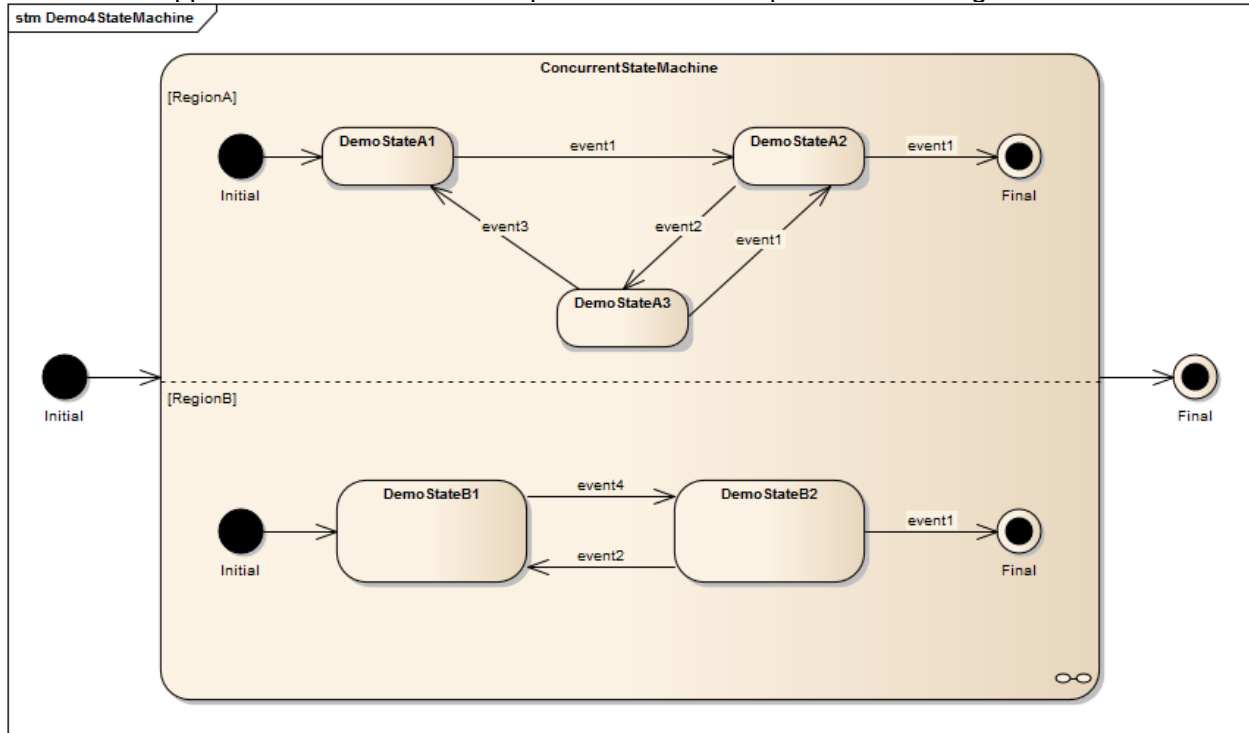 stm Demo4StateMachine
ConcurrentStateMachine
[RegionA]
DemoStateA1
event1
DemoStateA2
event1
Initial
Final
event3
event2
event1
DemoStateA3
Initial
Final
[RegionB]
DemoStateB1
event4
DemoStateB2
event1
event2
Initial
Final